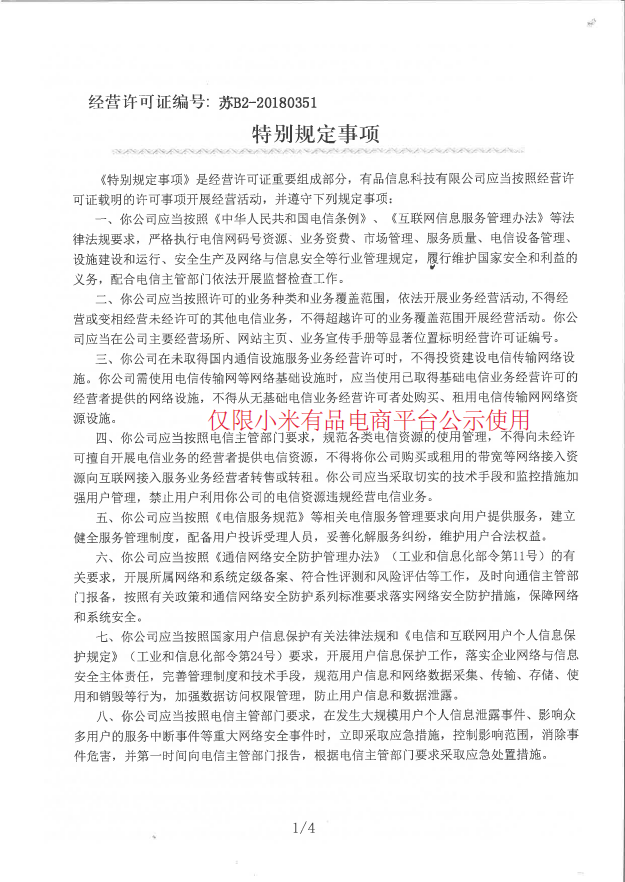 经营许可证编号: 苏B2-20180351
特别规定事项
《特别规定事项》是经营许可证重要组成部分，有品信息科技有限公司应当按照经营许
可证载明的许可事项开展经营活动，并遵守下列规定事项：
一、你公司应当按照《中华人民共和国电信条例》、《互联网信息服务管理办法》等法
律法规要求，严格执行电信网码号资源、业务资费、市场管理、服务质量、电信设备管理、
设施建设和运行、安全生产及网络与信息安全等行业管理规定，履行维护国家安全和利益的
义务，配合电信主管部门依法开展监督检查工作。
二、你公司应当按照许可的业务种类和业务覆盖范围，依法开展业务经营活动,不得经
营或变相经营未经许可的其他电信业务，不得超越许可的业务覆盖范围开展经营活动。你公
司应当在公司主要经营场所、网站主页、业务宣传手册等显著位置标明经营许可证编号。
三、你公司在未取得国内通信设施服务业务经营许可时，不得投资建设电信传输网络设
施。你公司需使用电信传输网等网络基础设施时，应当使用已取得基础电信业务经营许可的
经营者提供的网络设施，不得从无基础电信业务经营许可者处购买、租用电信传输网网络资
源设施。
仅限小米有品电商平台公示使用
四、你公司应当按照电信主管部门要求，规范各类电信资源的使用管理，不得向未经许
可擅自开展电信业务的经营者提供电信资源，不得将你公司购买或租用的带宽等网络接入资
源向互联网接入服务业务经营者转售或转租。你公司应当采取切实的技术手段和监控措施加
强用户管理，禁止用户利用你公司的电信资源违规经营电信业务。
五、你公司应当按照《电信服务规范》等相关电信服务管理要求向用户提供服务，建立
健全服务管理制度，配备用户投诉受理人员，妥善化解服务纠纷，维护用户合法权益。
六、你公司应当按照《通信网络安全防护管理办法》（工业和信息化部令第11号）的有
关要求，开展所属网络和系统定级备案、符合性评测和风险评估等工作，及时向通信主管部
门报备，按照有关政策和通信网络安全防护系列标准要求落实网络安全防护措施，保障网络
和系统安全。
七、你公司应当按照国家用户信息保护有关法律法规和《电信和互联网用户个人信息保
护规定》（工业和信息化部令第24号）要求，开展用户信息保护工作，落实企业网络与信息
安全主体责任，完善管理制度和技术手段，规范用户信息和网络数据采集、传输、存储、使
用和销毁等行为，加强数据访问权限管理，防止用户信息和数据泄露。
八、你公司应当按照电信主管部门要求，在发生大规模用户个人信息泄露事件、影响众
多用户的服务中断事件等重大网络安全事件时，立即采取应急措施，控制影响范围，消除事
件危害，并第一时间向电信主管部门报告，根据电信主管部门要求采取应急处置措施。
1/4